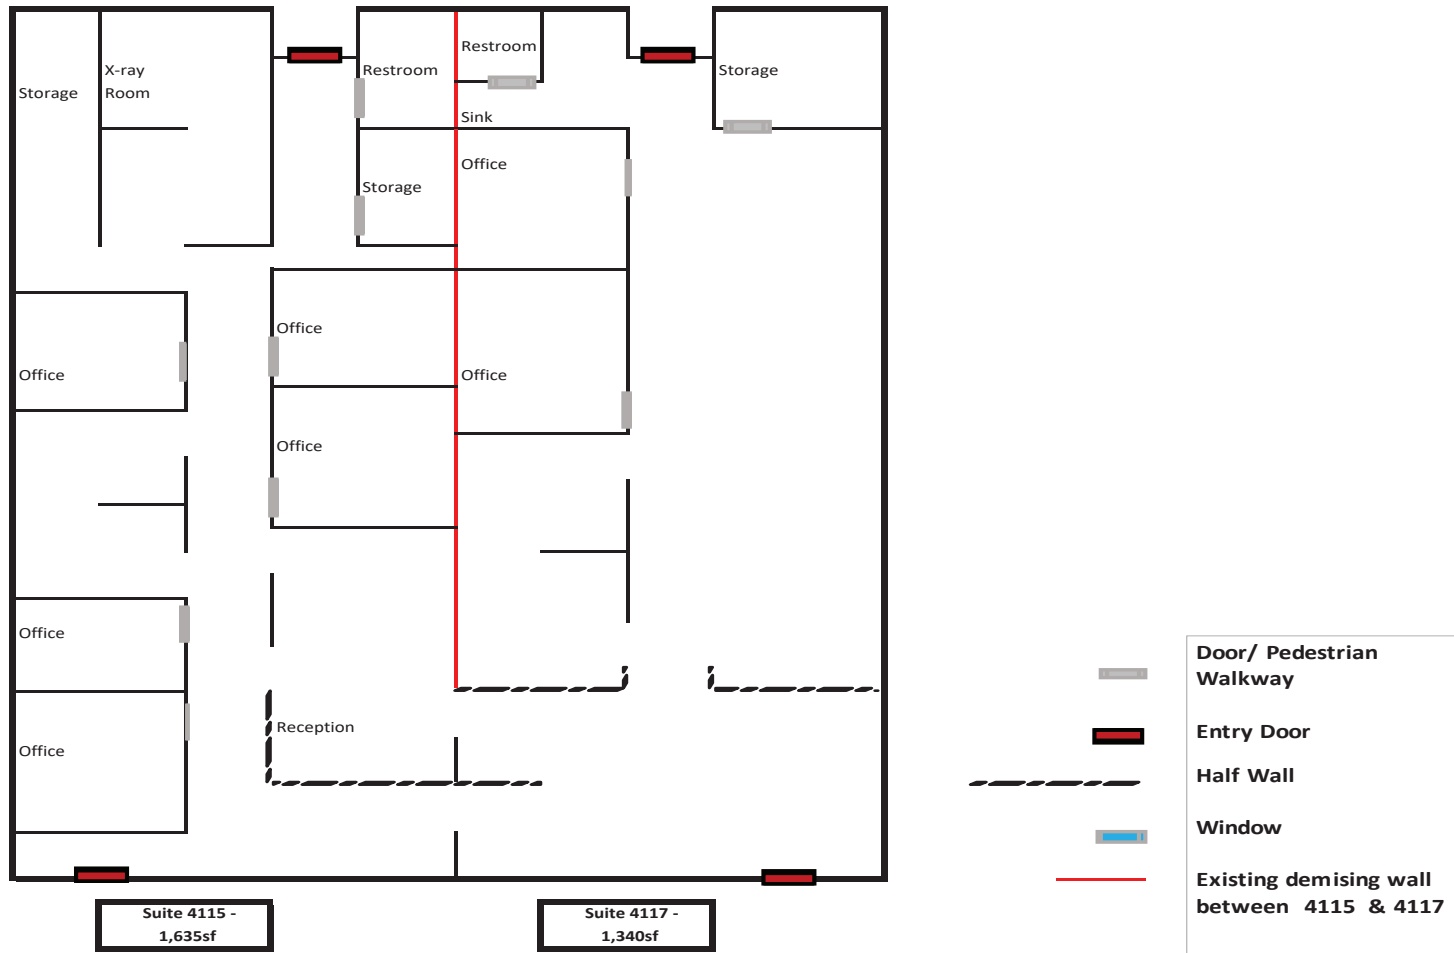 Restroom
X-ray
Room
Restroom
Storage
Storage
Sink
Office
Storage
Office
Office
Office
Office
Office
Office
Reception
Office
Door/ Pedestrian
Walkway
Entry Door
Half Wall
Window
Existing demising wall
between 4115 & 4117
Suite 4115 -
1,635sf
Suite 4117 -
1,340sf